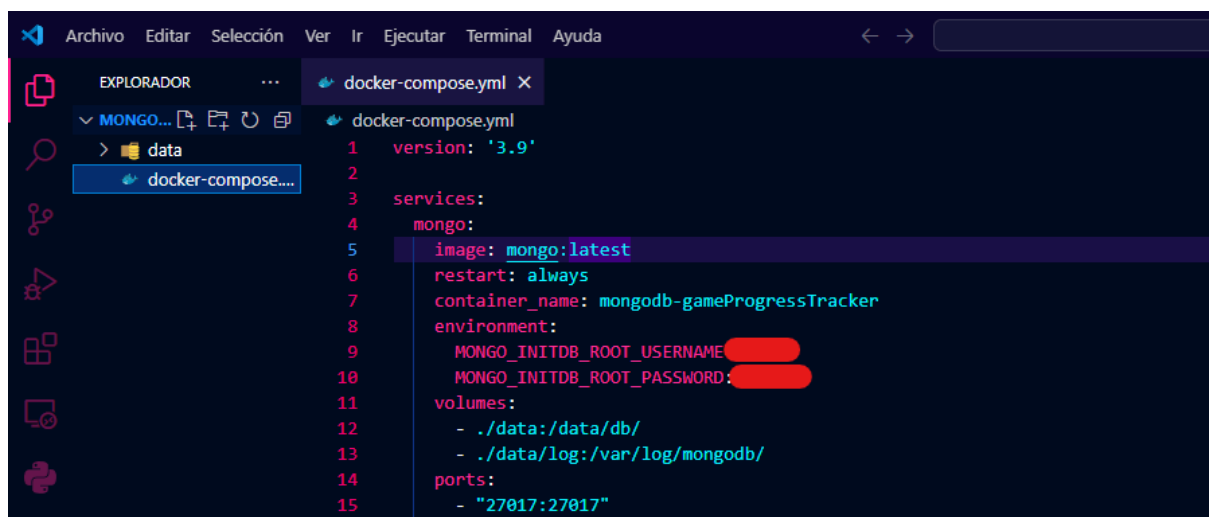 Archivo Editar Selección Ver Ir Ejecutar Terminal Ayuda
EXPLORADOR ...
docker-compose.yml
MONGO...
docker-compose.yml
data
docker-compose....
1 version: '3.9'
2
3 services:
4 mongo:
5 image: mongo:latest
6 restart: always
7 container_name: mongodb-gameProgressTracker
8 environment:
9 MONGO_INITDB_ROOT_USERNAME
10 MONGO_INITDB_ROOT_PASSWORD:
11 volumes:
12 - ./data:/data/db/
13 - ./data/log:/var/log/mongodb/
14 ports:
15 - "27017:27017"